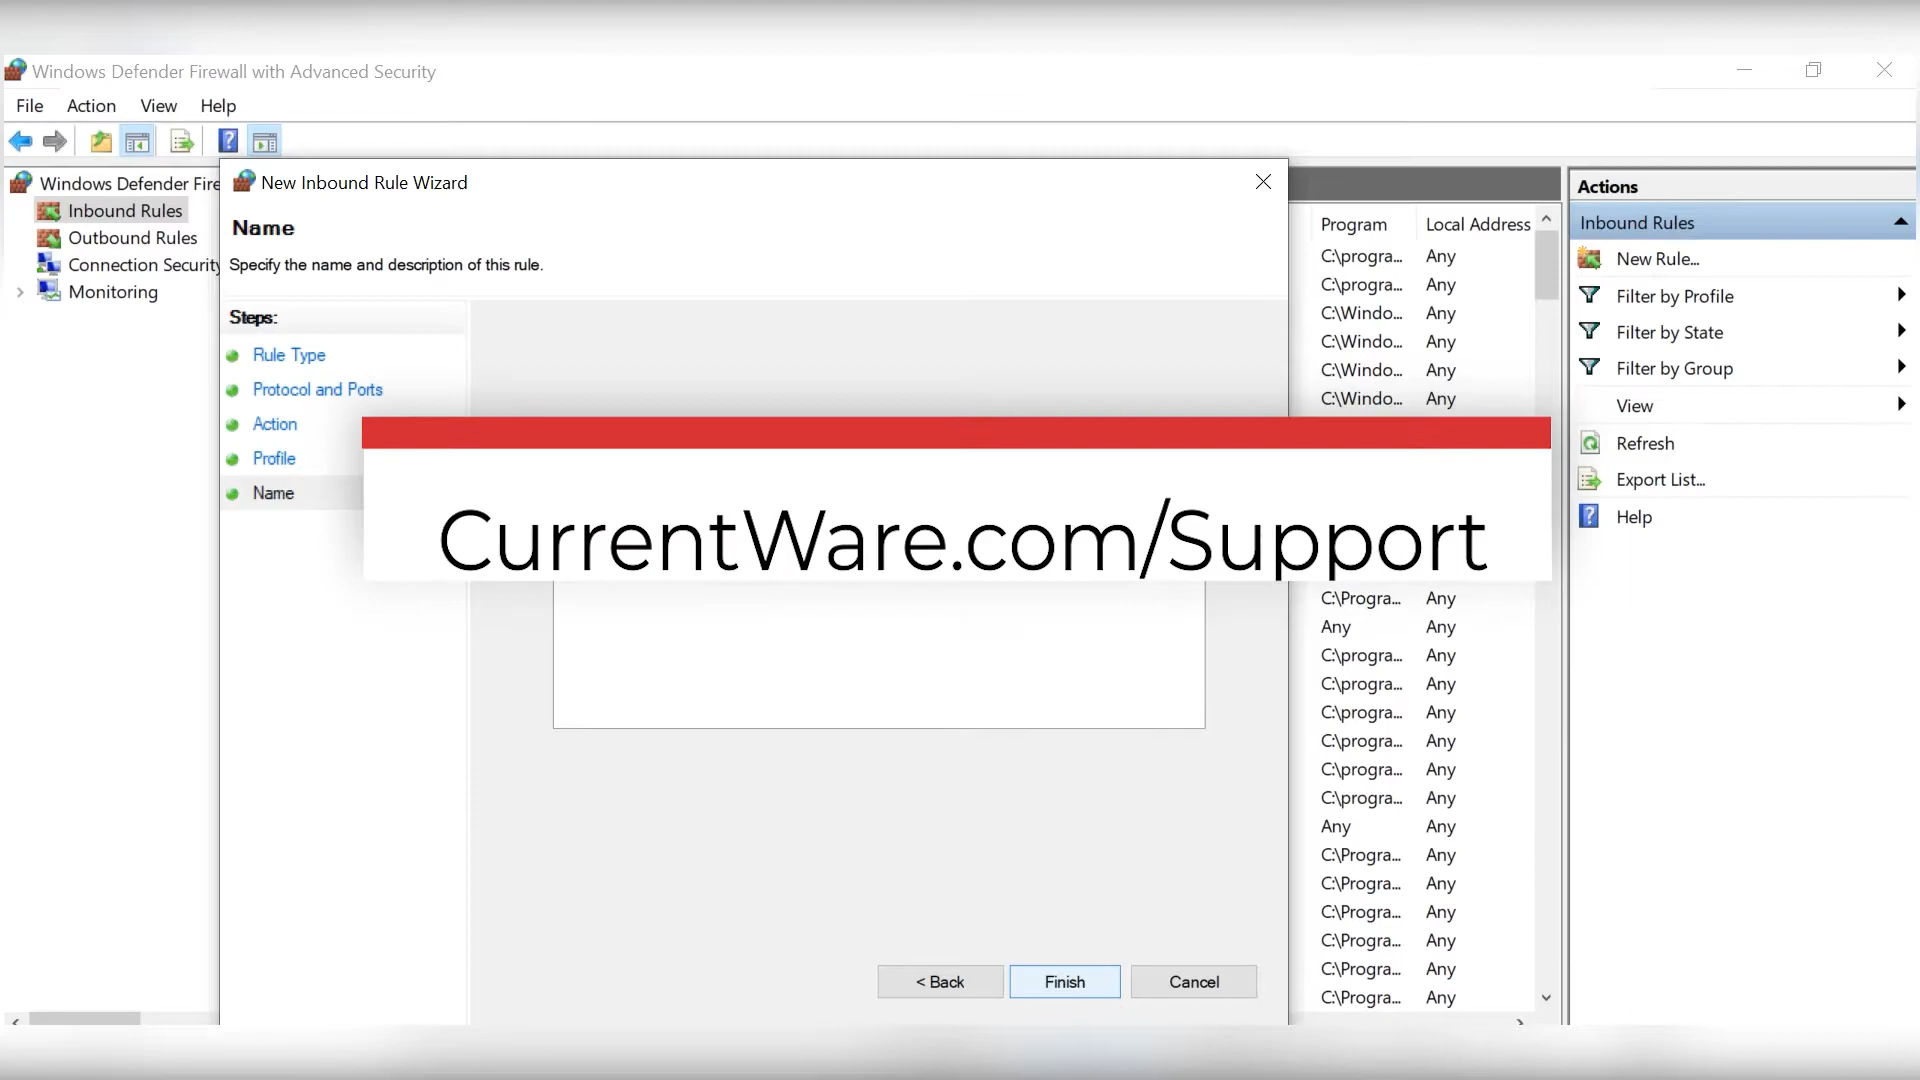 Windows Defender Firewall with Advanced Security
File Action View Help
Windows Defender Fire
Inbound Rules
Outbound Rules
Connection Security
Monitoring
New Inbound Rule Wizard
Name
Specify the name and description of this rule.
Steps:
Rule Type
Protocol and Ports
Action
Profile
Name
CurrentWare.com/Support
< Back Finish Cancel
Program Local Address
C:\progra... Any
C:\progra... Any
C:\Windo... Any
C:\Windo... Any
C:\Windo... Any
C:\Windo... Any
C:\Progra... Any
Any Any
C:\progra... Any
C:\progra... Any
C:\progra... Any
C:\progra... Any
C:\progra... Any
C:\progra... Any
Any Any
C:\Progra... Any
C:\Progra... Any
C:\Progra... Any
C:\Progra... Any
C:\Progra... Any
C:\Progra... Any
Actions
Inbound Rules
New Rule...
Filter by Profile
Filter by State
Filter by Group
View
Refresh
Export List...
Help